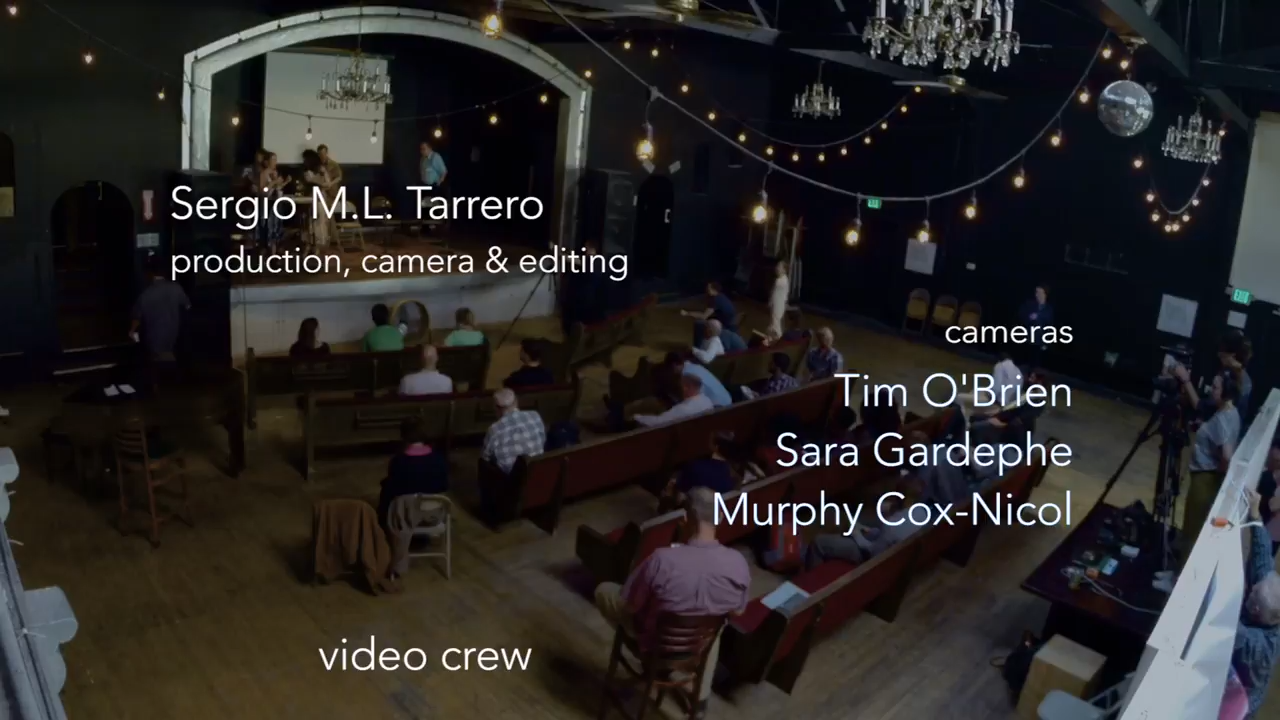 Sergio M.L. Tarrero
production, camera & editing
cameras
Tim O'Brien
Sara Gardephe
Murphy Cox-Nicol
video crew